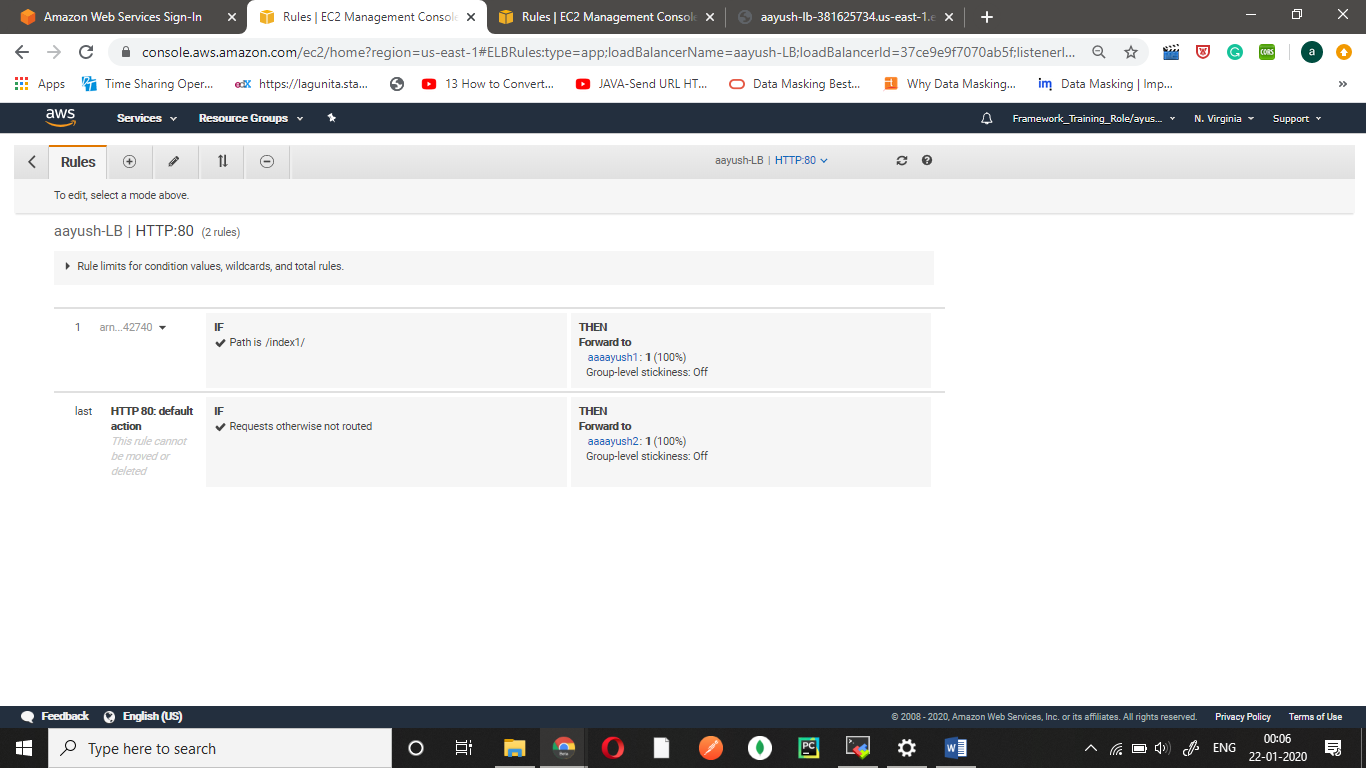 Amazon Web Services Sign-In
Rules | EC2 Management Console
Rules | EC2 Management Console
aayush-lb-381625734.us-east-1.e
console.aws.amazon.com/ec2/home?region=us-east-1#ELBRules:type=app;loadBalancerName=aayush-LB;loadBalancerId=37ce9e9f7070ab5f;listenerI...
CORS
a
Apps
Time Sharing Oper...
edX
https://lagunita.sta...
13 How to Convert...
JAVA-Send URL HT...
Data Masking Best...
Why Data Masking...
im
Data Masking | Imp...
»
aws
Services
Resource Groups
Framework_Training_Role/ayus...
N. Virginia
Support
Rules
aayush-LB | HTTP:80
To edit, select a mode above.
aayush-LB | HTTP:80 (2 rules)
Rule limits for condition values, wildcards, and total rules.
1
arn...42740
IF
Path is /index1/
THEN
Forward to
aaaayush1: 1 (100%)
Group-level stickiness: Off
last
HTTP 80: default
action
This rule cannot
be moved or
deleted
IF
Requests otherwise not routed
THEN
Forward to
aaaayush2: 1 (100%)
Group-level stickiness: Off
Feedback
English (US)
© 2008 - 2020, Amazon Web Services, Inc. or its affiliates. All rights reserved.
Privacy Policy
Terms of Use
Type here to search
PC
W
ENG
00:06
22-01-2020